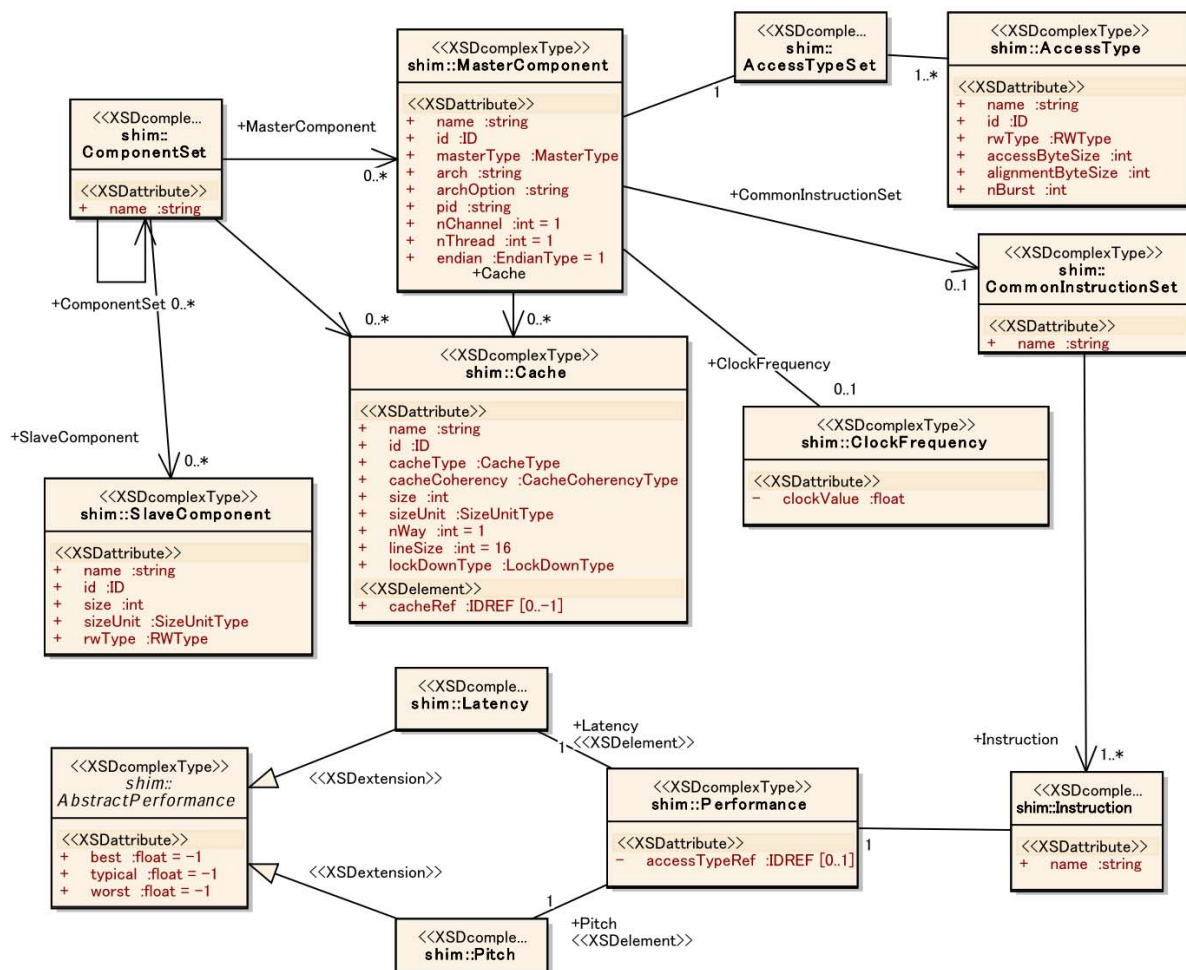 <<XSDcomple...
shim::
ComponentSet
<<XSDattribute>>
+ name :string
+MasterComponent
0..*
<<XSDcomplexType>>
shim::MasterComponent
<<XSDattribute>>
+ name :string
+ id :ID
+ masterType :MasterType
+ arch :string
+ archOption :string
+ pid :string
+ nChannel :int = 1
+ nThread :int = 1
+ endian :EndianType = 1
+Cache
0..*
<<XSDcomple...
shim::
AccessTypeSet
1
1..*
<<XSDcomplexType>>
shim::AccessType
<<XSDattribute>>
+ name :string
+ id :ID
+ rwType :RWType
+ accessByteSize :int
+ alignmentByteSize :int
+ nBurst :int
+CommonInstructionSet
0..1
<<XSDcomplexType>>
shim::
CommonInstructionSet
<<XSDattribute>>
+ name :string
+ComponentSet 0..*
0..*
+SlaveComponent
0..*
<<XSDcomplexType>>
shim::SlaveComponent
<<XSDattribute>>
+ name :string
+ id :ID
+ size :int
+ sizeUnit :SizeUnitType
+ rwType :RWType
<<XSDcomplexType>>
shim::Cache
<<XSDattribute>>
+ name :string
+ id :ID
+ cacheType :CacheType
+ cacheCoherency :CacheCoherencyType
+ size :int
+ sizeUnit :SizeUnitType
+ nWay :int = 1
+ lineSize :int = 16
+ lockDownType :LockDownType
<<XSDelement>>
+ cacheRef :IDREF [0..-1]
+ClockFrequency
0..1
<<XSDcomplexType>>
shim::ClockFrequency
<<XSDattribute>>
- clockValue :float
<<XSDcomple...
shim::Latency
+Latency
1 <<XSDelement>>
<<XSDextension>>
<<XSDcomplexType>>
shim::
AbstractPerformance
<<XSDattribute>>
+ best :float = -1
+ typical :float = -1
+ worst :float = -1
<<XSDextension>>
<<XSDcomplexType>>
shim::Performance
<<XSDattribute>>
- accessTypeRef :IDREF [0..1]
1
+Instruction
1..*
<<XSDcomple...
shim::Instruction
<<XSDattribute>>
+ name :string
1
+Pitch
<<XSDelement>>
<<XSDcomple...
shim::Pitch